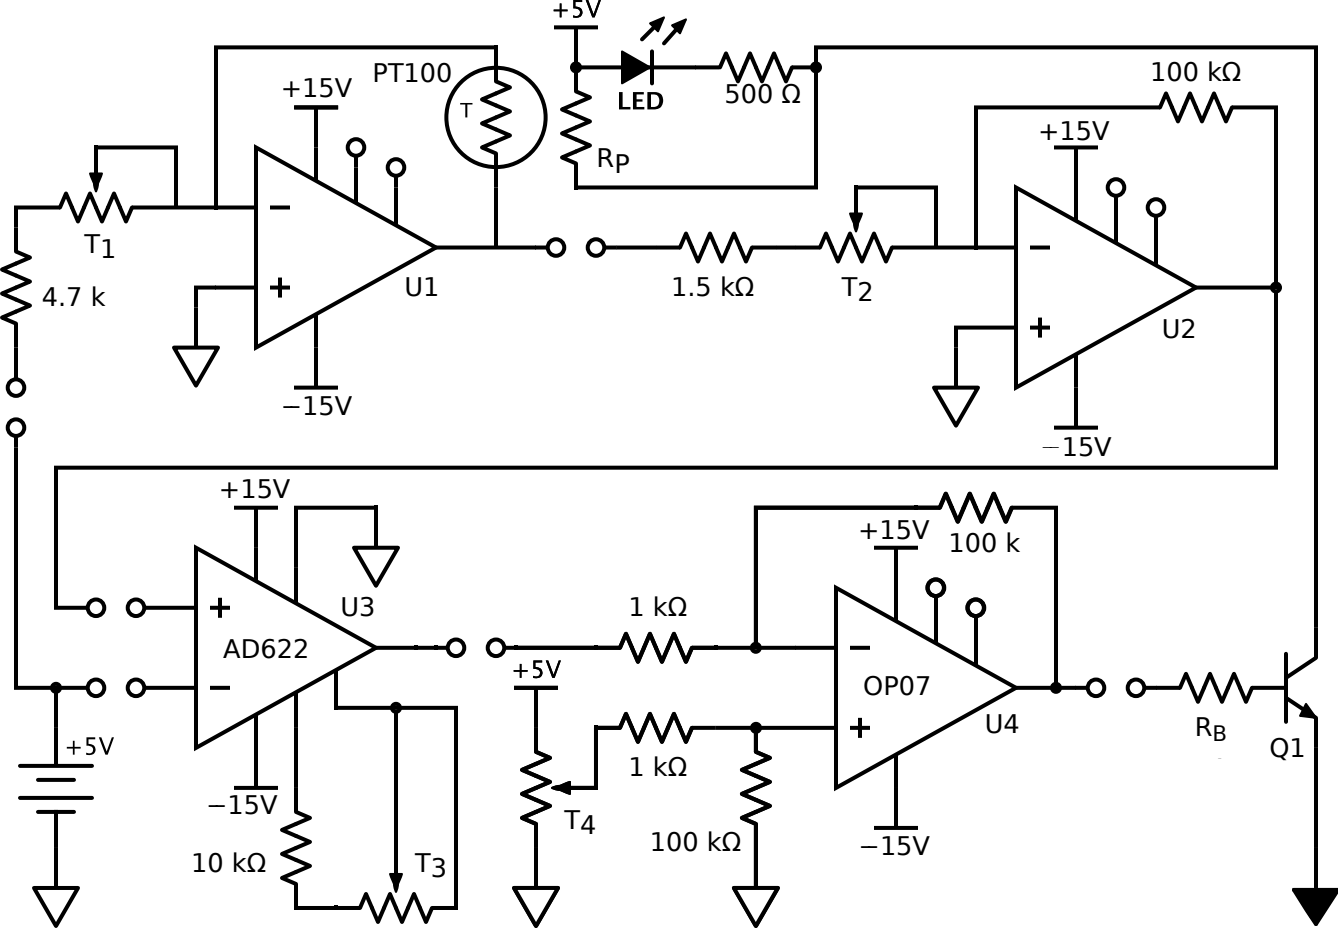 +5V
PT100
+15V
T
LED
500 Ω
RP
100 kΩ
+15V
T1
4.7 k
U1
1.5 kΩ
T2
U2
−15V
−15V
+15V
U3
AD622
+15V
100 k
1 kΩ
+5V
OP07
U4
+5V
−15V
1 kΩ
T4
RB
Q1
10 kΩ
T3
100 kΩ
−15V